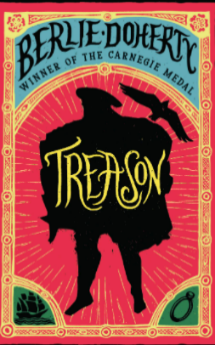 BERLIE·DOHERTY
WINNER OF THE CARNEGIE MEDAL
TREASON